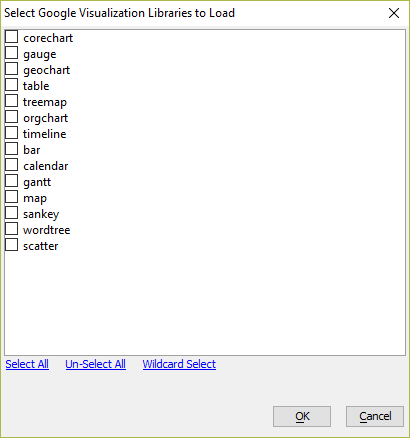 Select Google Visualization Libraries to Load
corechart
gauge
geochart
table
treemap
orgchart
timeline
bar
calendar
gantt
map
sankey
wordtree
scatter
Select All Un-Select All Wildcard Select
OK Cancel